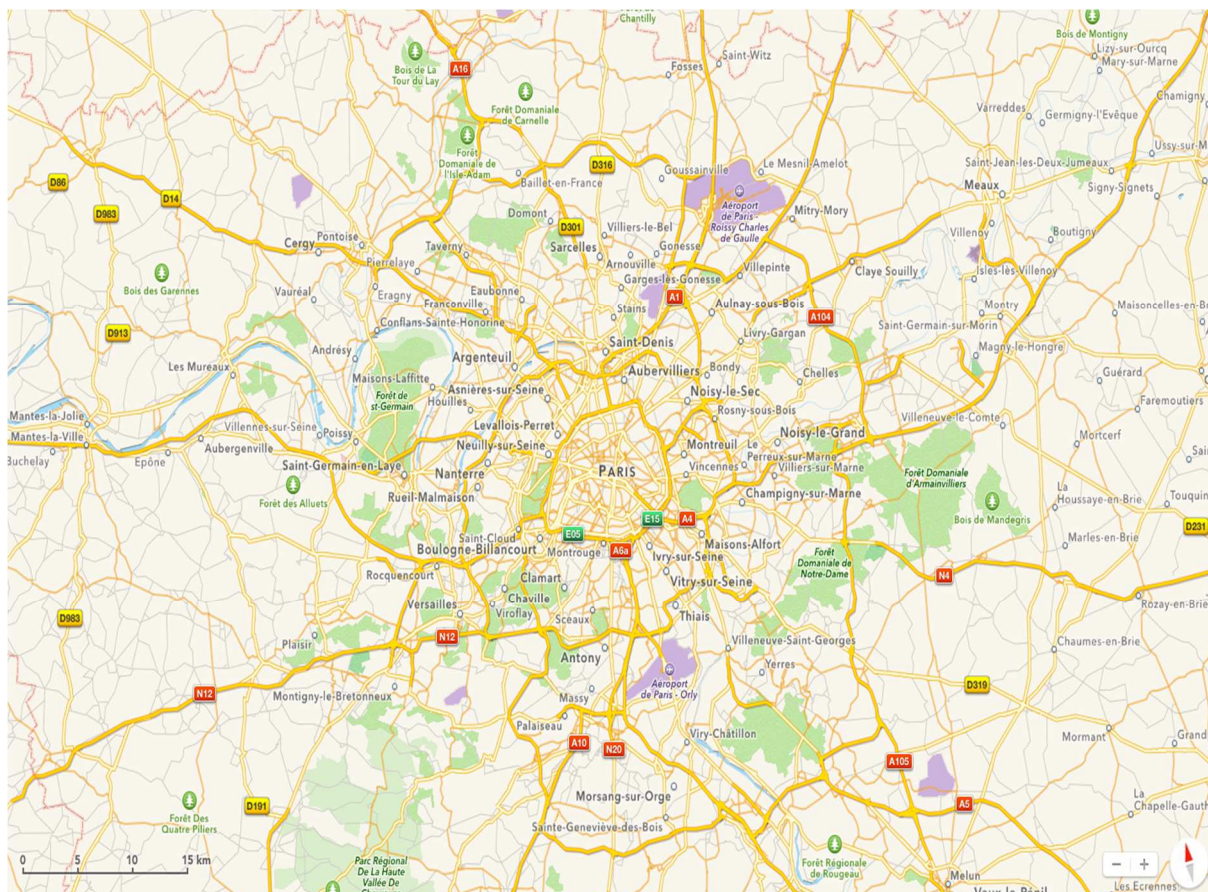 Forêt de
Chantilly
Bois de Montigny
Saint-Witz
Lizy-sur-Ourcq
Mary-sur-Marne
Fosses
A16
Bois de La
Tour du Lay
Forêt Domaniale
de Carnelle
Chamigny
Varreddes
Germigny-l'Evêque
Forêt
Domaniale de
l'Isle-Adam
D316
Goussainville
Le Mesnil-Amelot
Saint-Jean-les-Deux-Jumeaux
Ussy-sur-M
D86
D14
Baillet-en-France
Aéroport
de Paris -
Roissy Charles
de Gaulle
Meaux
Signy-Signets
D983
Domont
D301
Villiers-le-Bel
Mitry-Mory
Villenoy
Boutigny
Cergy
Pontoise
Taverny
Sarcelles
Gonesse
Pierrelaye
Arnouville
Villepinte
Claye Souilly
Isles-lès-Villenoy
Bois des Garennes
Vauréal
Eragny
Eaubonne
Franconville
Garges-lès-Gonesse
A1
Aulnay-sous-Bois
Montry
Maisoncelles-en-Br
Conflans-Sainte-Honorine
Stains
A104
Saint-Germain-sur-Morin
D913
Andrésy
Argenteuil
Saint-Denis
Livry-Gargan
Magny-le-Hongre
Les Mureaux
Maisons-Laffitte
Aubervilliers
Bondy
Chelles
Guérard
Asnières-sur-Seine
Noisy-le-Sec
Forêt de
st-Germain
Houilles
Rosny-sous-Bois
Faremoutiers
Mantes-la-Jolie
Villennes-sur-Seine
Poissy
Levallois-Perret
Villeneuve-le-Comte
Mantes-la-Ville
Neuilly-sur-Seine
Montreuil
Noisy-le-Grand
Mortcerf
Buchelay
Epône
Aubergenville
Saint-Germain-en-Laye
Nanterre
PARIS
Vincennes
Le
Perreux-sur-Marne
Villiers-sur-Marne
Forêt Domaniale
d'Armainvilliers
La
Houssaye-en-Brie
Touquin
Forêt des Alluets
Rueil-Malmaison
Champigny-sur-Marne
Bois de Mandegris
E15
A4
D231
Saint-Cloud
E05
Boulogne-Billancourt
Montrouge
A6a
Ivry-sur-Seine
Maisons-Alfort
Marles-en-Brie
Forêt
Domaniale de
Notre-Dame
Rocquencourt
Clamart
Vitry-sur-Seine
N4
Versailles
Chaville
Viroflay
Sceaux
Thiais
Rozay-en-Brie
D983
Plaisir
N12
Villeneuve-Saint-Georges
Chaumes-en-Brie
Antony
Yerres
N12
Montigny-le-Bretonneux
Massy
Aéroport
de Paris - Orly
D319
Palaiseau
Viry-Châtillon
Mormant
Grand
A10
N20
A105
Forêt Des
Quatre Piliers
D191
Morsang-sur-Orge
A5
La
Chapelle-Gauth
Sainte-Geneviève-des-Bois
0 5 10 15 km
Parc Régional
De La Haute
Vallée De
Forêt Régionale
de Rougeau
Melun
Les Ecrennes